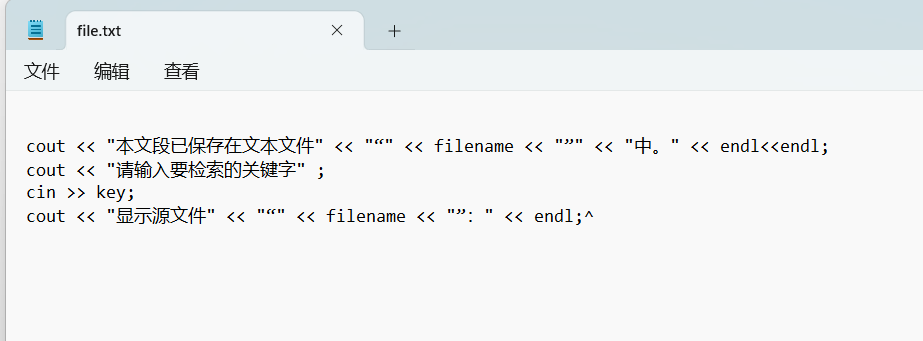 file.txt
文件 编辑 查看
cout << "本文段已保存在文本文件" << "“" << filename << "”" << "中。" << endl<<endl;
cout << "请输入要检索的关键字" ;
cin >> key;
cout << "显示源文件" << "“" << filename << "”：" << endl;^